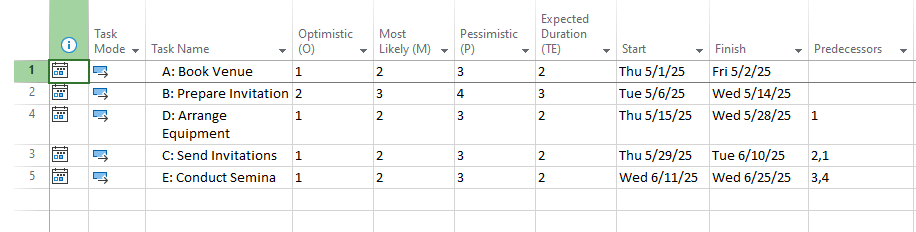 Task Mode Task Name Optimistic (O) Most Likely (M) Pessimistic (P) Expected Duration (TE) Start Finish Predecessors
1 A: Book Venue 1 2 3 2 Thu 5/1/25 Fri 5/2/25
2 B: Prepare Invitation 2 3 4 3 Tue 5/6/25 Wed 5/14/25
4 D: Arrange Equipment 1 2 3 2 Thu 5/15/25 Wed 5/28/25 1
3 C: Send Invitations 1 2 3 2 Thu 5/29/25 Tue 6/10/25 2,1
5 E: Conduct Semina 1 2 3 2 Wed 6/11/25 Wed 6/25/25 3,4